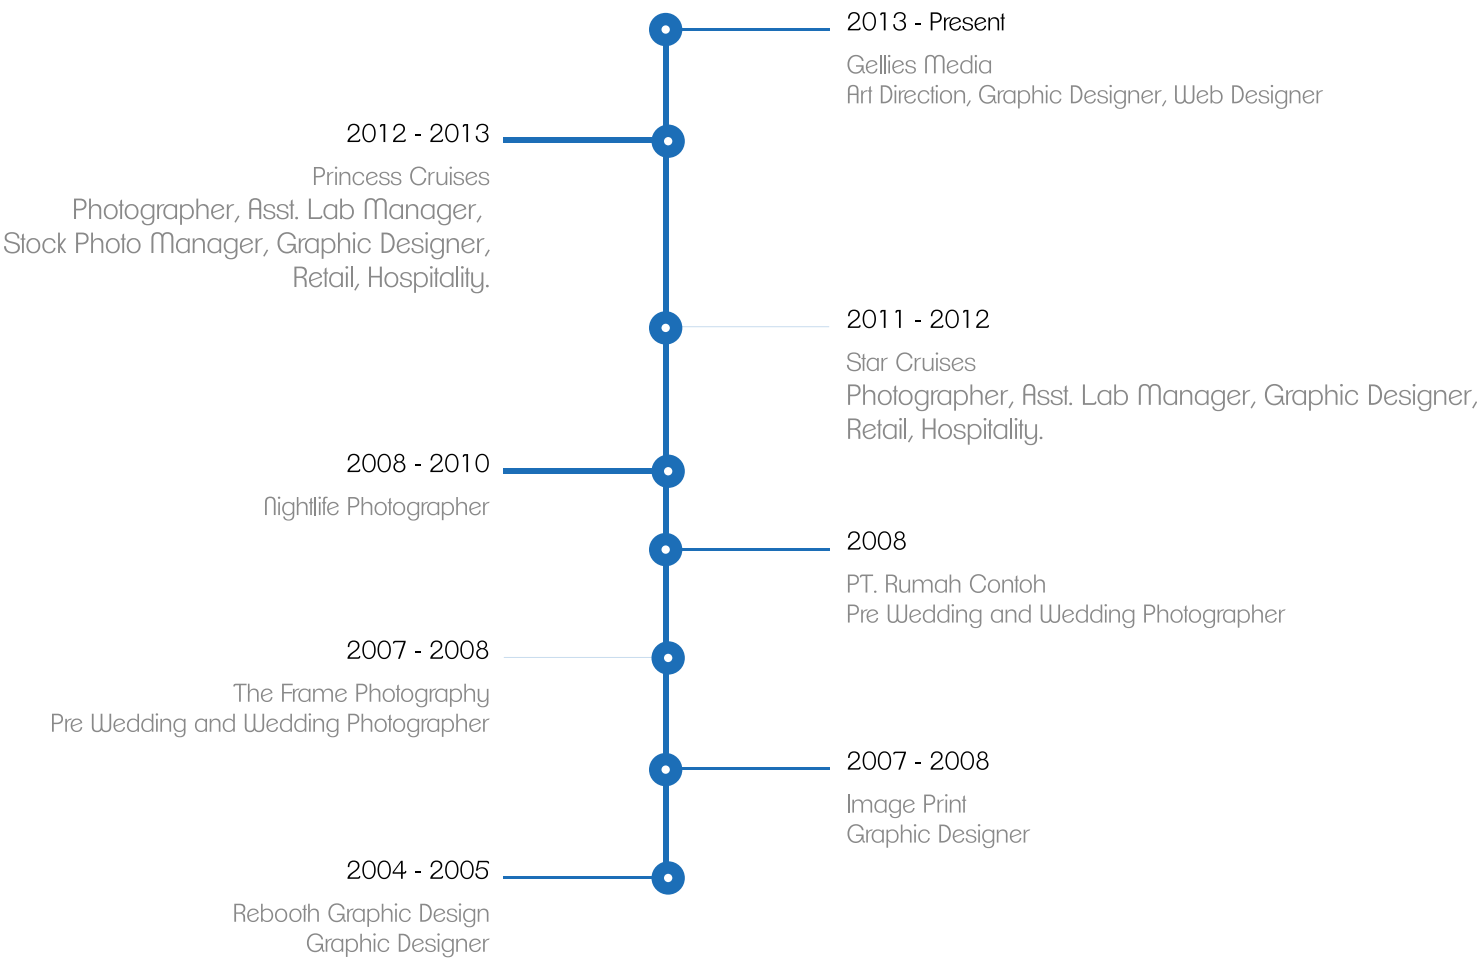 2013 - Present
Gellies Media
Art Direction, Graphic Designer, Web Designer
2012 - 2013
Princess Cruises
Photographer, Asst. Lab Manager,
Stock Photo Manager, Graphic Designer,
Retail, Hospitality.
2011 - 2012
Star Cruises
Photographer, Asst. Lab Manager, Graphic Designer,
Retail, Hospitality.
2008 - 2010
Nightlife Photographer
2008
PT. Rumah Contoh
Pre Wedding and Wedding Photographer
2007 - 2008
The Frame Photography
Pre Wedding and Wedding Photographer
2007 - 2008
Image Print
Graphic Designer
2004 - 2005
Rebooth Graphic Design
Graphic Designer